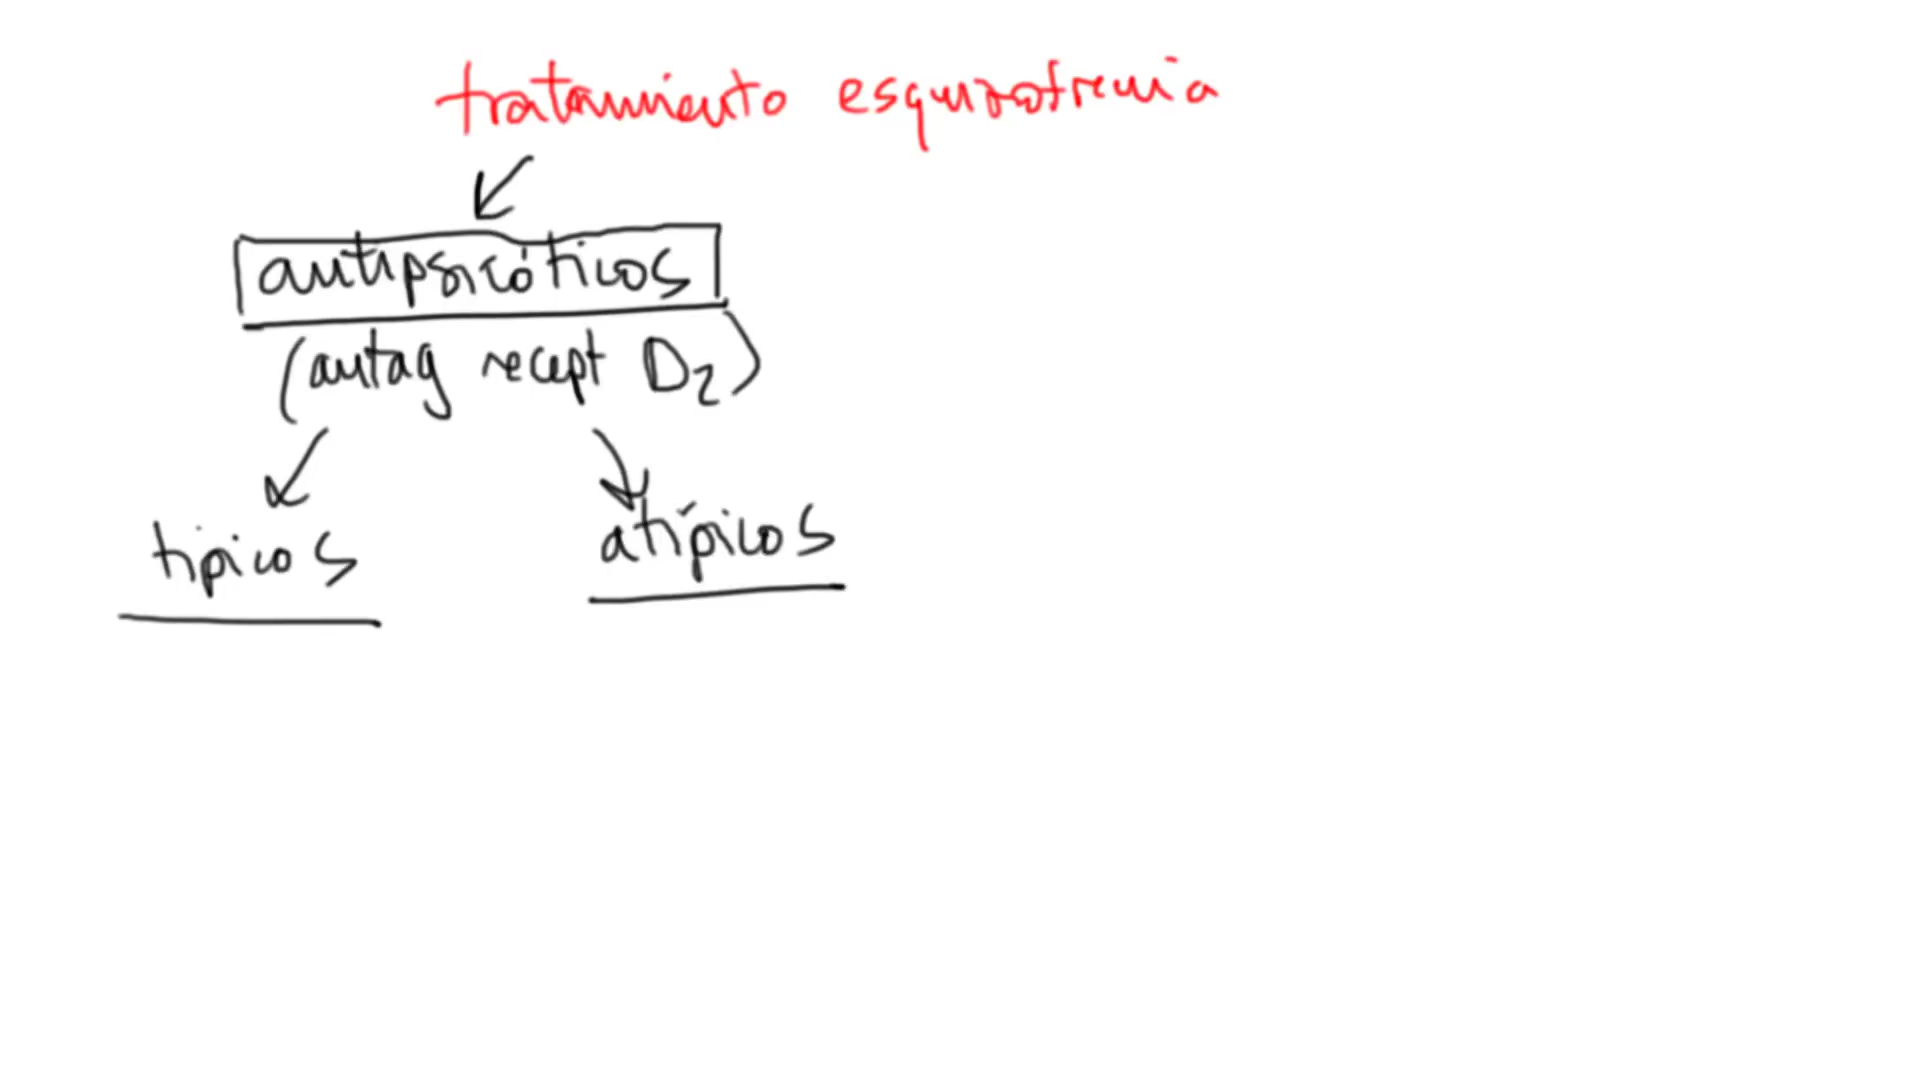 tratamiento esquizofrenia
antipsicóticos
(antag recept D2)
típicos
atípicos